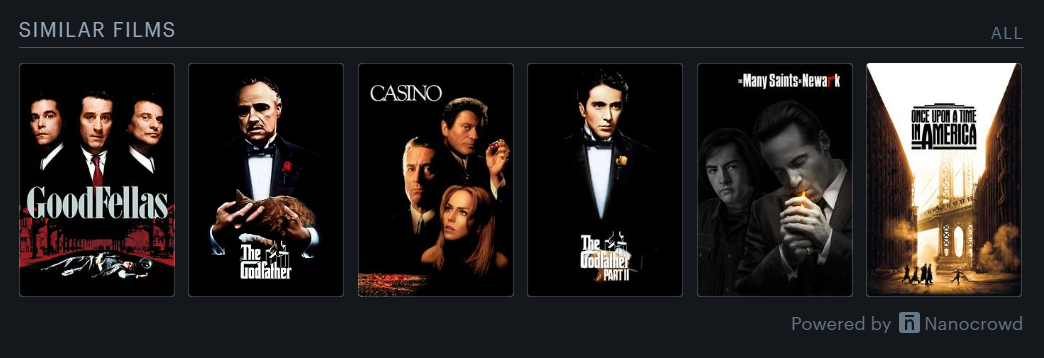 SIMILAR FILMS
ALL
GoodFellas
The
Godfather
CASINO
The
Godfather
PART II
The Many Saints of Newark
ONCE UPON A TIME
IN AMERICA
Powered by n̄ Nanocrowd